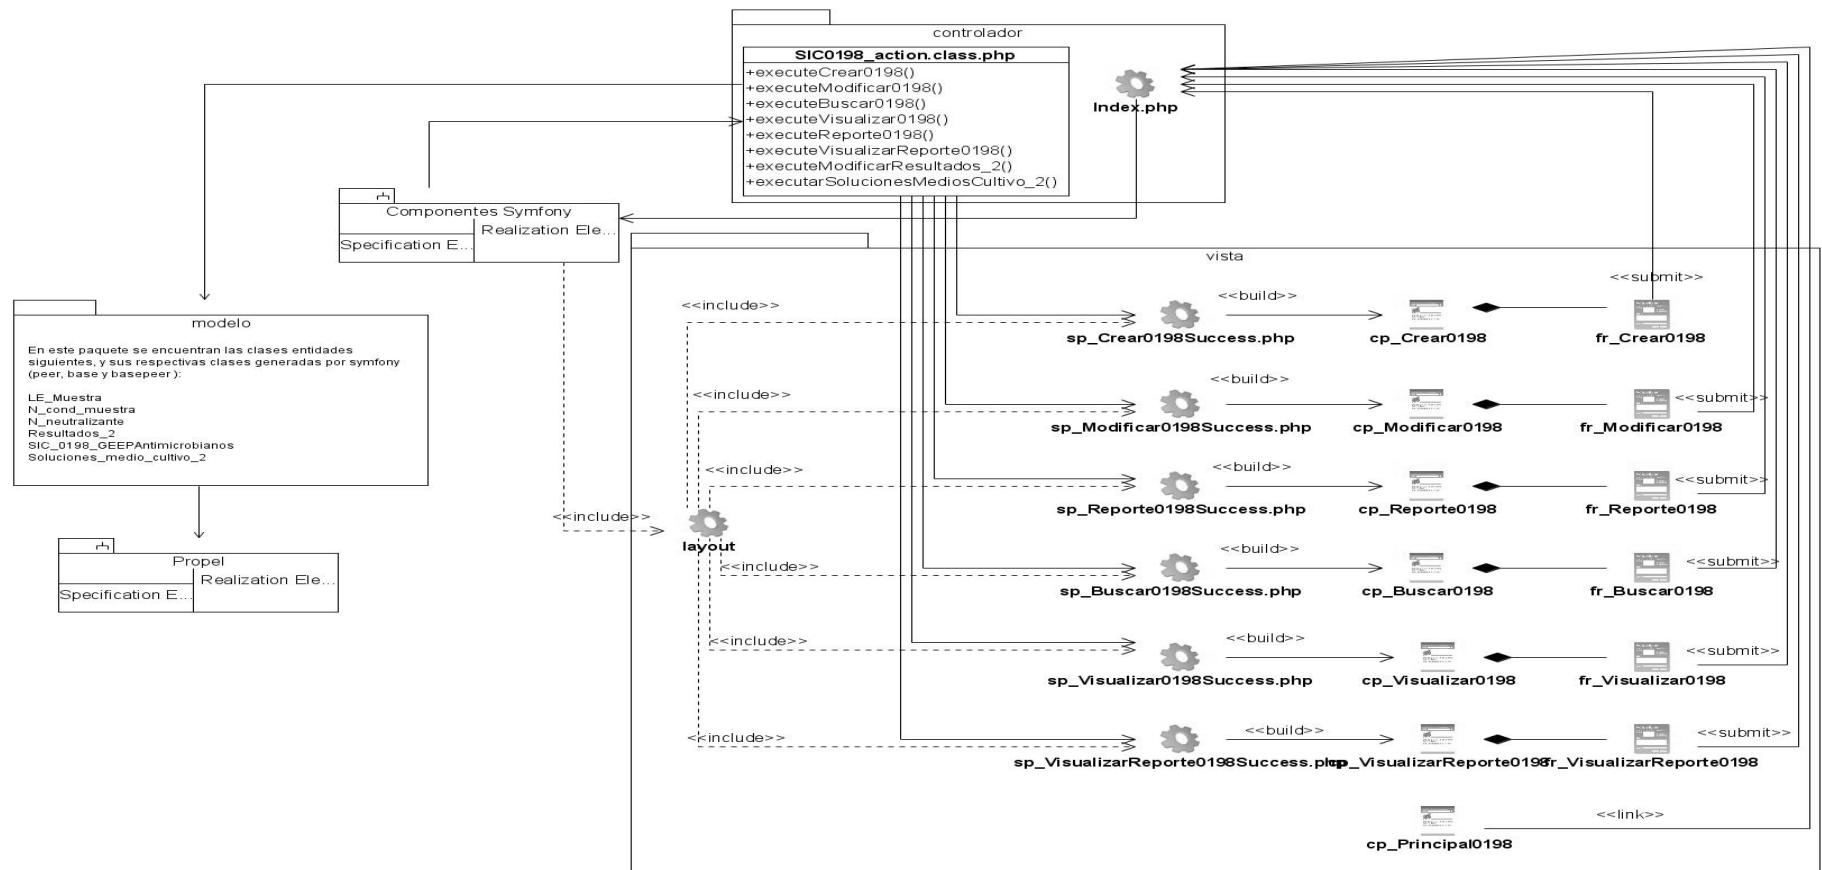 controlador
SIC0198_action.class.php
+executeCrear0198()
+executeModificar0198()
+executeBuscar0198()
+executeVisualizar0198()
+executeReporte0198()
+executeVisualizarReporte0198()
+executeModificarResultados_2()
+executarSolucionesMediosCultivo_2()
Index.php
Componentes Symfony
Specification E...
Realization Ele...
modelo
En este paquete se encuentran las clases entidades
siguientes, y sus respectivas clases generadas por symfony
(peer, base y basepeer ):
LE_Muestra
N_cond_muestra
N_neutralizante
Resultados_2
SIC_0198_GEEPAntimicrobianos
Soluciones_medio_cultivo_2
Propel
Specification E...
Realization Ele...
vista
<<include>>
layout
<<include>>
<<build>>
<<submit>>
sp_Crear0198Success.php
cp_Crear0198
fr_Crear0198
<<include>>
<<build>>
<<submit>>
sp_Modificar0198Success.php
cp_Modificar0198
fr_Modificar0198
<<include>>
<<build>>
<<submit>>
sp_Reporte0198Success.php
cp_Reporte0198
fr_Reporte0198
<<include>>
<<build>>
<<submit>>
sp_Buscar0198Success.php
cp_Buscar0198
fr_Buscar0198
<<include>>
<<build>>
<<submit>>
sp_Visualizar0198Success.php
cp_Visualizar0198
fr_Visualizar0198
<<include>>
<<build>>
<<submit>>
sp_VisualizarReporte0198Success.php
cp_VisualizarReporte0198
fr_VisualizarReporte0198
<<link>>
cp_Principal0198